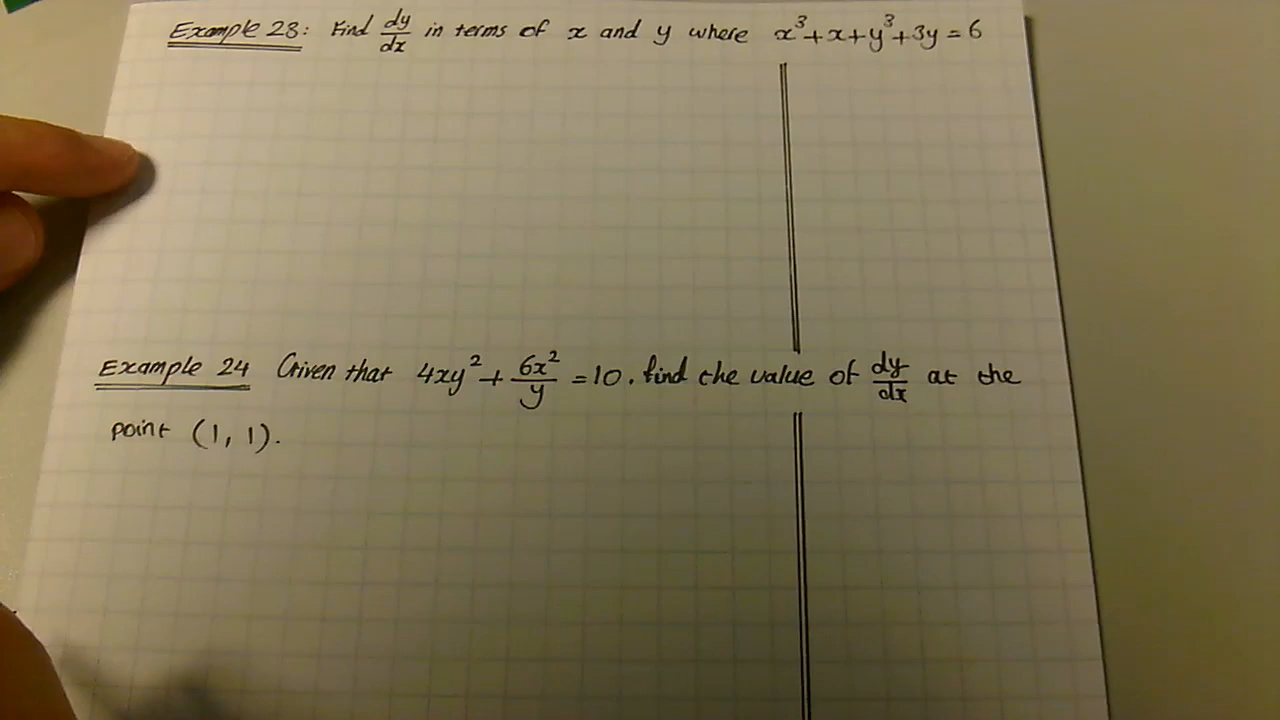 Example 23: Find dy/dx in terms of x and y where x³+x+y³+3y=6
Example 24 Given that 4xy²+6x²/y=10. find the value of dy/dx at the
point (1, 1).